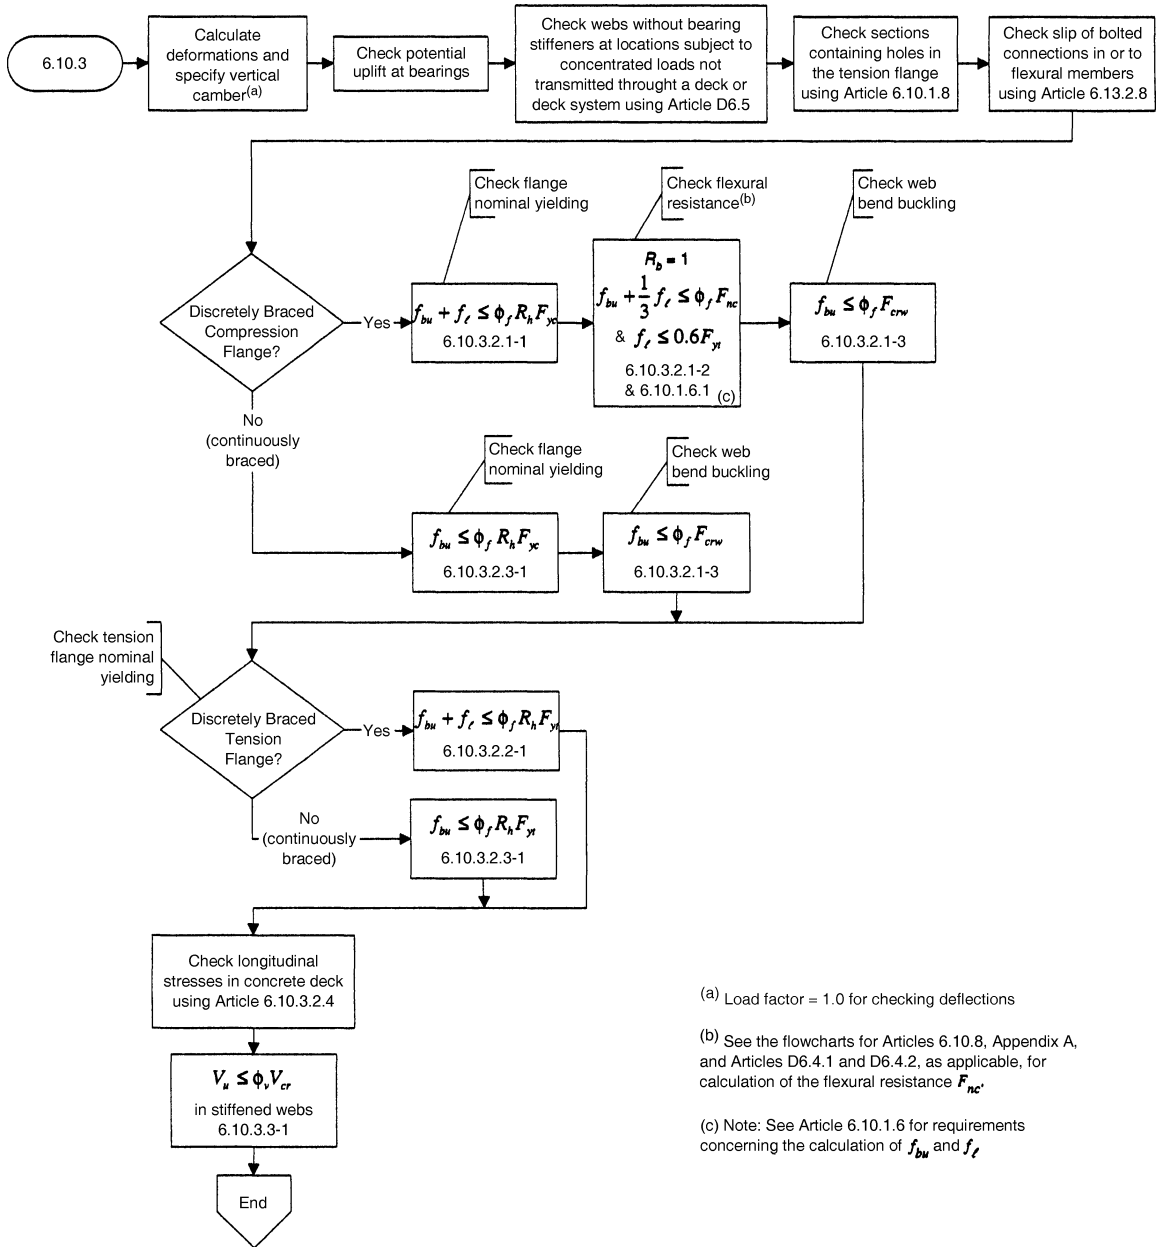 6.10.3
Calculate
deformations and
specify vertical
camber(a)
Check potential
uplift at bearings
Check webs without bearing
stiffeners at locations subject to
concentrated loads not
transmitted throught a deck or
deck system using Article D6.5
Check sections
containing holes in
the tension flange
using Article 6.10.1.8
Check slip of bolted
connections in or to
flexural members
using Article 6.13.2.8
Discretely Braced
Compression
Flange?
Yes
Check flange
nominal yielding
f_bu + f_ℓ ≤ ϕ_f R_h F_yc
6.10.3.2.1-1
Check flexural
resistance(b)
R_b = 1
f_bu + 1/3 f_ℓ ≤ ϕ_f F_nc
& f_ℓ ≤ 0.6F_yt
6.10.3.2.1-2
& 6.10.1.6.1
(c)
Check web
bend buckling
f_bu ≤ ϕ_f F_crw
6.10.3.2.1-3
No
(continuously
braced)
Check flange
nominal yielding
f_bu ≤ ϕ_f R_h F_yc
6.10.3.2.3-1
Check web
bend buckling
f_bu ≤ ϕ_f F_crw
6.10.3.2.1-3
Check tension
flange nominal
yielding
Discretely Braced
Tension
Flange?
Yes
f_bu + f_ℓ ≤ ϕ_f R_h F_yt
6.10.3.2.2-1
No
(continuously
braced)
f_bu ≤ ϕ_f R_h F_yt
6.10.3.2.3-1
Check longitudinal
stresses in concrete deck
using Article 6.10.3.2.4
V_u ≤ ϕ_v V_cr
in stiffened webs
6.10.3.3-1
End
(a) Load factor = 1.0 for checking deflections
(b) See the flowcharts for Articles 6.10.8, Appendix A,
and Articles D6.4.1 and D6.4.2, as applicable, for
calculation of the flexural resistance F_nc.
(c) Note: See Article 6.10.1.6 for requirements
concerning the calculation of f_bu and f_ℓ